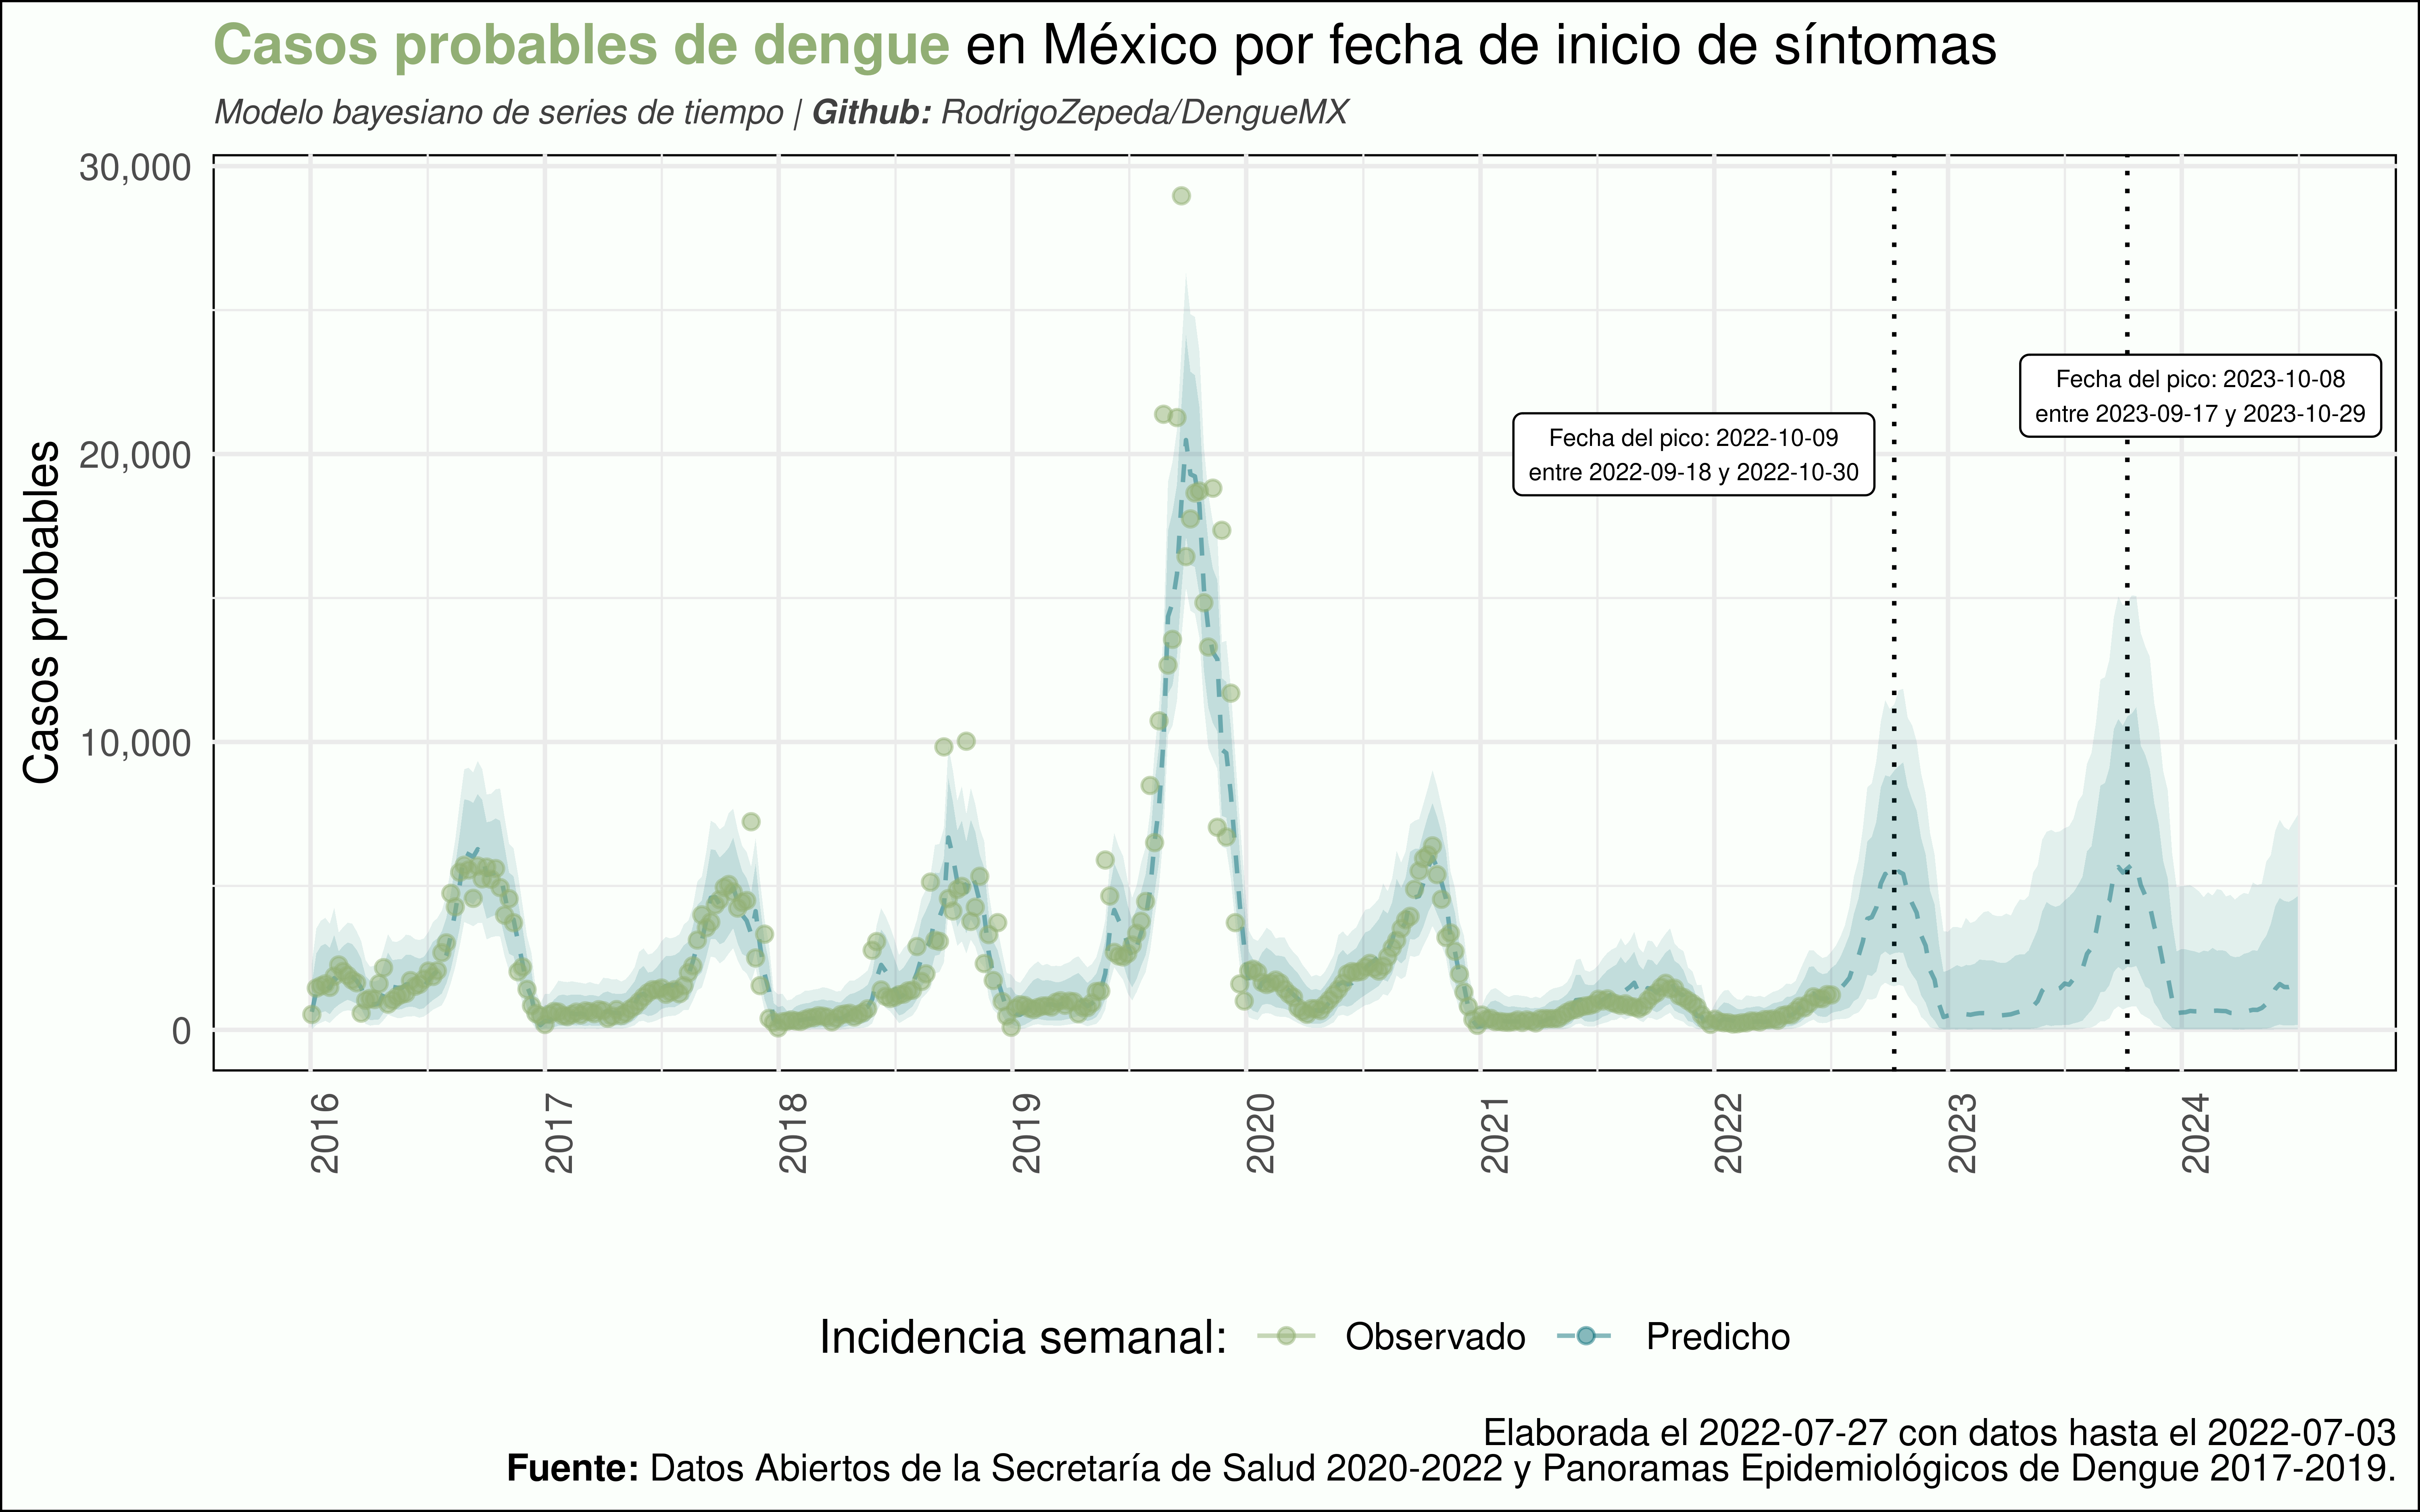 Casos probables de dengue en México por fecha de inicio de síntomas
Modelo bayesiano de series de tiempo | Github: RodrigoZepeda/DengueMX
Casos probables
30,000
20,000
10,000
0
Fecha del pico: 2022-10-09
entre 2022-09-18 y 2022-10-30
Fecha del pico: 2023-10-08
entre 2023-09-17 y 2023-10-29
2016
2017
2018
2019
2020
2021
2022
2023
2024
Incidencia semanal: Observado Predicho
Elaborada el 2022-07-27 con datos hasta el 2022-07-03
Fuente: Datos Abiertos de la Secretaría de Salud 2020-2022 y Panoramas Epidemiológicos de Dengue 2017-2019.